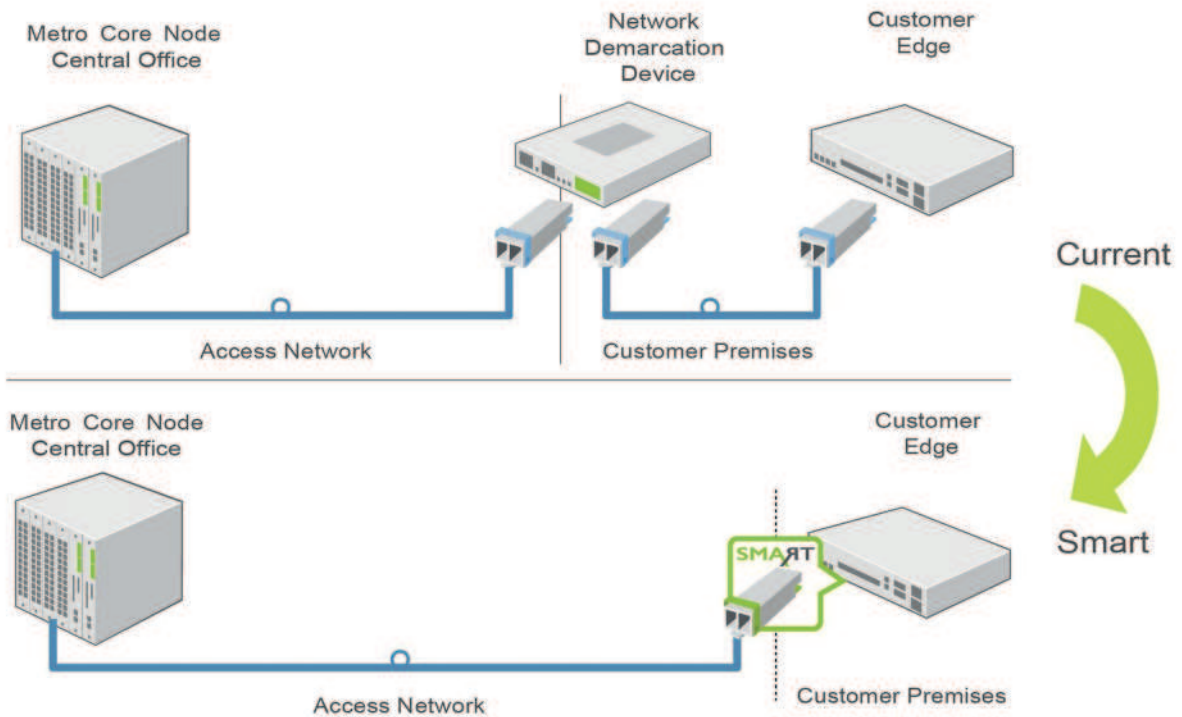 Metro Core Node
Central Office
Network
Demarcation
Device
Customer
Edge
Access Network
Customer Premises
Current
Metro Core Node
Central Office
Customer
Edge
SMART
Smart
Access Network
Customer Premises